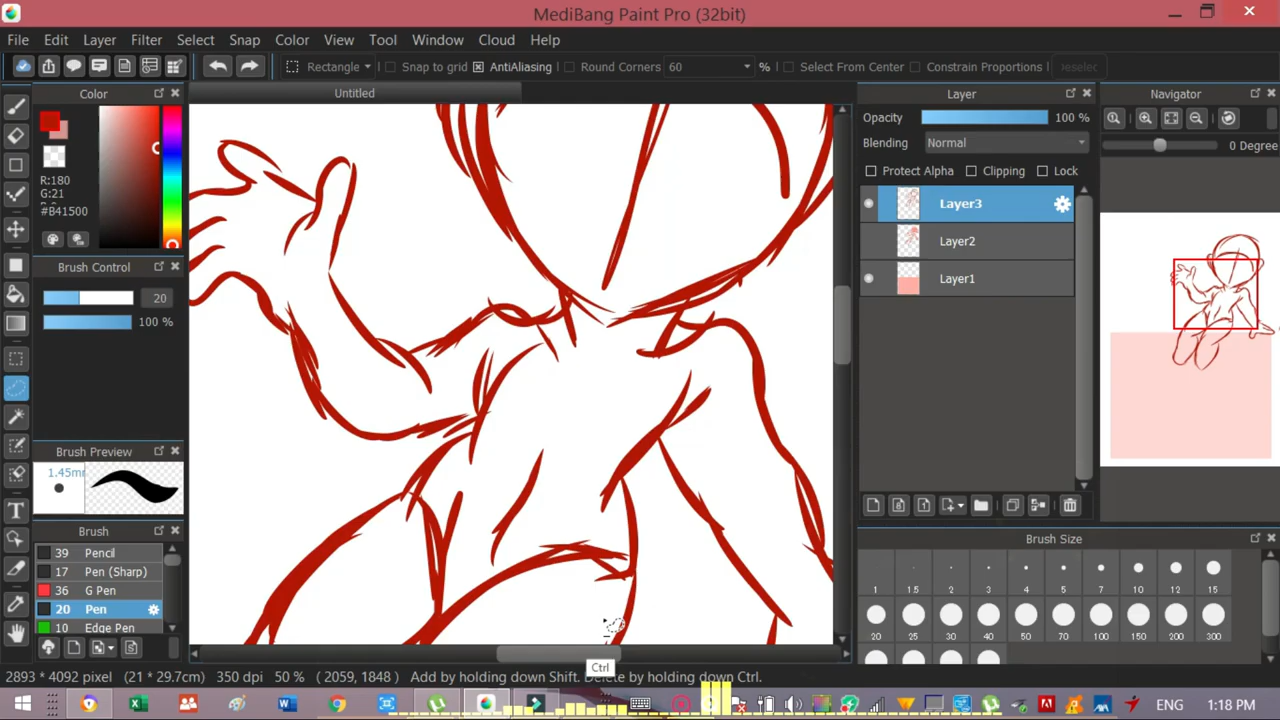 MediBang Paint Pro (32bit)
File Edit Layer Filter Select Snap Color View Tool Window Cloud Help
Rectangle Snap to grid AntiAliasing Round Corners 60 % Select From Center Constrain Proportions
Color
Untitled
Layer
Navigator
Opacity 100 %
Blending Normal
0 Degree
Protect Alpha Clipping Lock
R:180
G:21
#B41500
Layer3
Layer2
Layer1
Brush Control
20
100 %
Brush Preview
1.45m
Brush
39 Pencil
17 Pen (Sharp)
36 G Pen
20 Pen
10 Edge Pen
Brush Size
1 1.5 2 3 4 5 7 10 12 15
20 25 30 40 50 70 100 150 200 300
Ctrl
2893 * 4092 pixel (21 * 29.7cm) 350 dpi 50 % ( 2059, 1848 ) Add by holding down Shift. Delete by holding down Ctrl.
ENG 1:18 PM